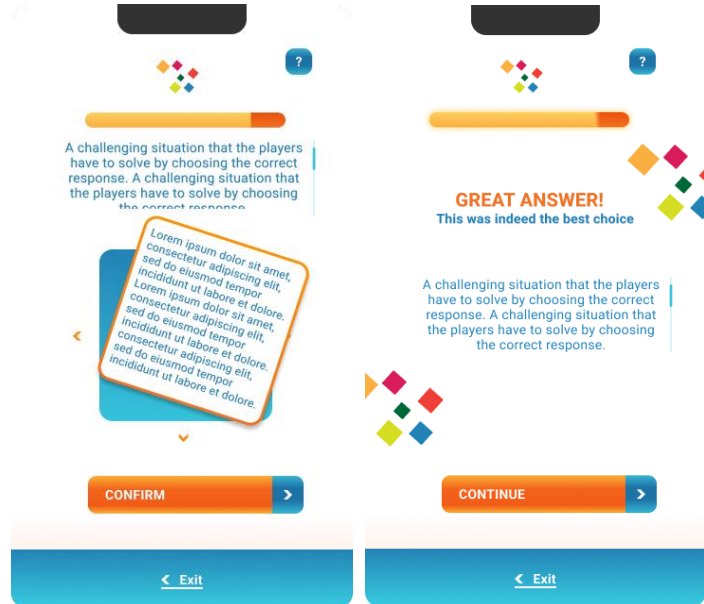 ?
A challenging situation that the players
have to solve by choosing the correct
response. A challenging situation that
the players have to solve by choosing
the correct response
Lorem ipsum dolor sit amet,
consectetur adipiscing elit,
sed do eiusmod tempor
incididunt ut labore et dolore.
Lorem ipsum dolor sit amet,
consectetur adipiscing elit,
sed do eiusmod tempor
incididunt ut labore et dolore.
consectetur adipiscing elit,
sed do eiusmod tempor
incididunt ut labore et dolore.
CONFIRM
Exit
?
GREAT ANSWER!
This was indeed the best choice
A challenging situation that the players
have to solve by choosing the correct
response. A challenging situation that
the players have to solve by choosing
the correct response.
CONTINUE
Exit